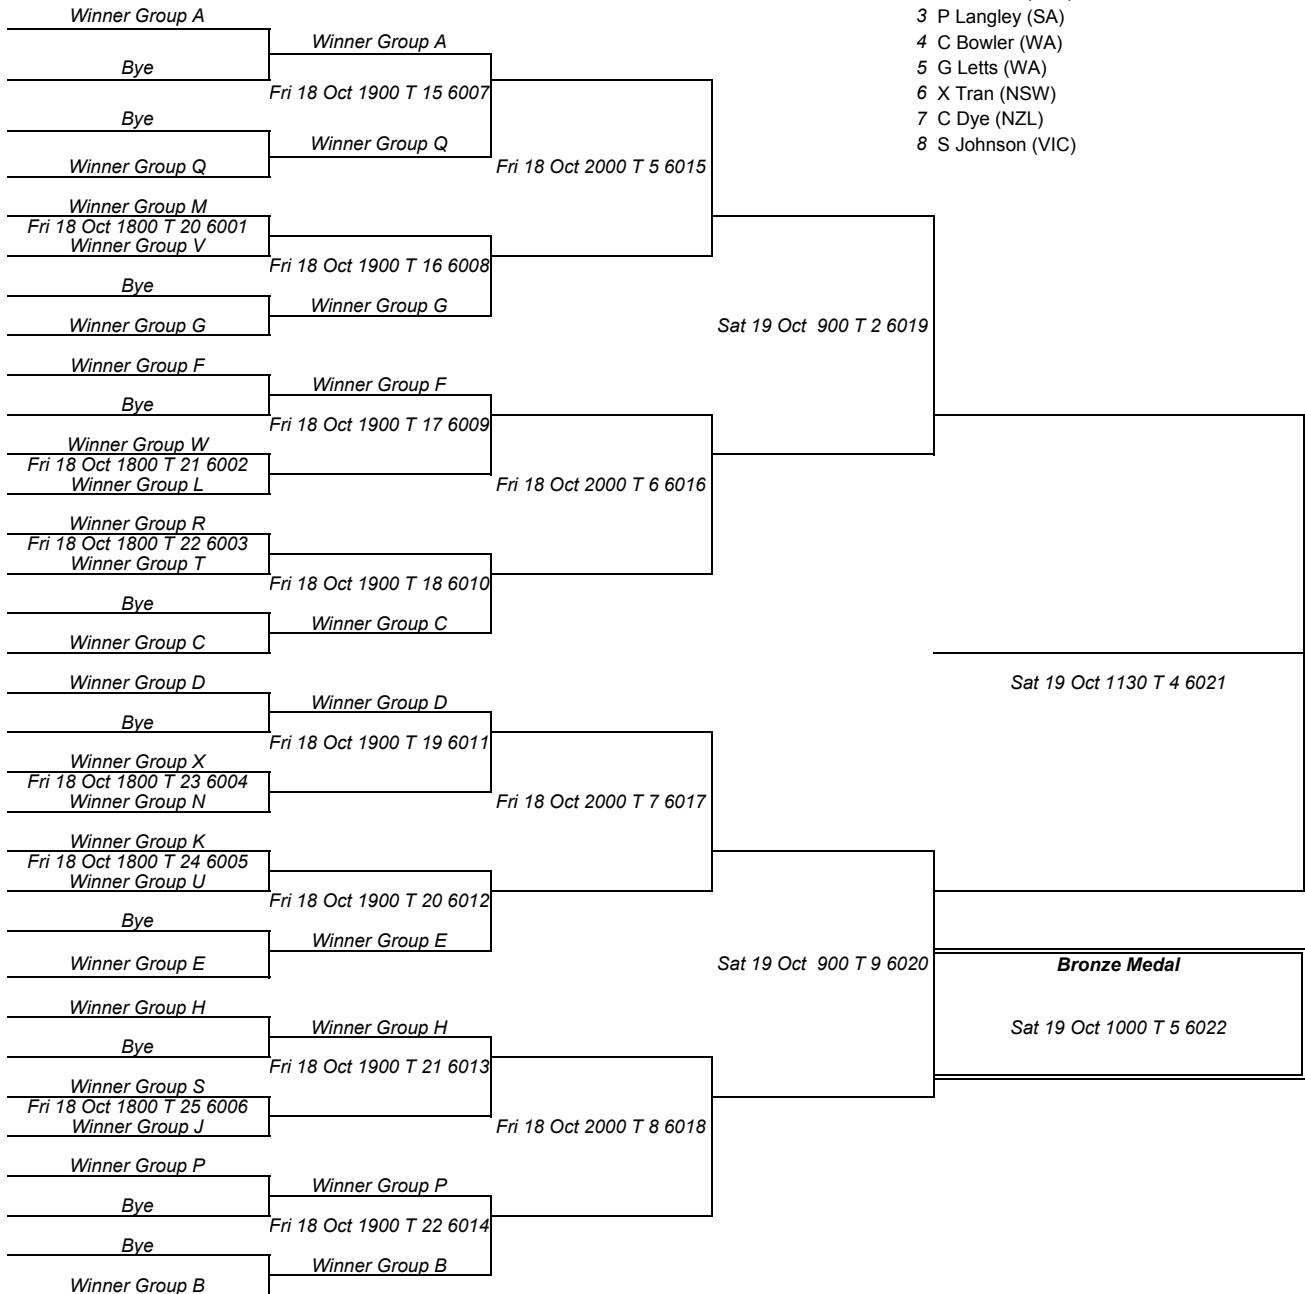 3 P Langley (SA)
4 C Bowler (WA)
5 G Letts (WA)
6 X Tran (NSW)
7 C Dye (NZL)
8 S Johnson (VIC)
Winner Group A
Winner Group A
Bye
Fri 18 Oct 1900 T 15 6007
Bye
Winner Group Q
Winner Group Q
Fri 18 Oct 2000 T 5 6015
Winner Group M
Fri 18 Oct 1800 T 20 6001
Winner Group V
Fri 18 Oct 1900 T 16 6008
Bye
Winner Group G
Winner Group G
Sat 19 Oct 900 T 2 6019
Winner Group F
Winner Group F
Bye
Fri 18 Oct 1900 T 17 6009
Winner Group W
Fri 18 Oct 1800 T 21 6002
Winner Group L
Fri 18 Oct 2000 T 6 6016
Winner Group R
Fri 18 Oct 1800 T 22 6003
Winner Group T
Fri 18 Oct 1900 T 18 6010
Bye
Winner Group C
Winner Group C
Winner Group D
Sat 19 Oct 1130 T 4 6021
Winner Group D
Bye
Fri 18 Oct 1900 T 19 6011
Winner Group X
Fri 18 Oct 1800 T 23 6004
Winner Group N
Fri 18 Oct 2000 T 7 6017
Winner Group K
Fri 18 Oct 1800 T 24 6005
Winner Group U
Fri 18 Oct 1900 T 20 6012
Bye
Winner Group E
Winner Group E
Sat 19 Oct 900 T 9 6020
Bronze Medal
Winner Group H
Winner Group H
Sat 19 Oct 1000 T 5 6022
Bye
Fri 18 Oct 1900 T 21 6013
Winner Group S
Fri 18 Oct 1800 T 25 6006
Winner Group J
Fri 18 Oct 2000 T 8 6018
Winner Group P
Winner Group P
Bye
Fri 18 Oct 1900 T 22 6014
Bye
Winner Group B
Winner Group B